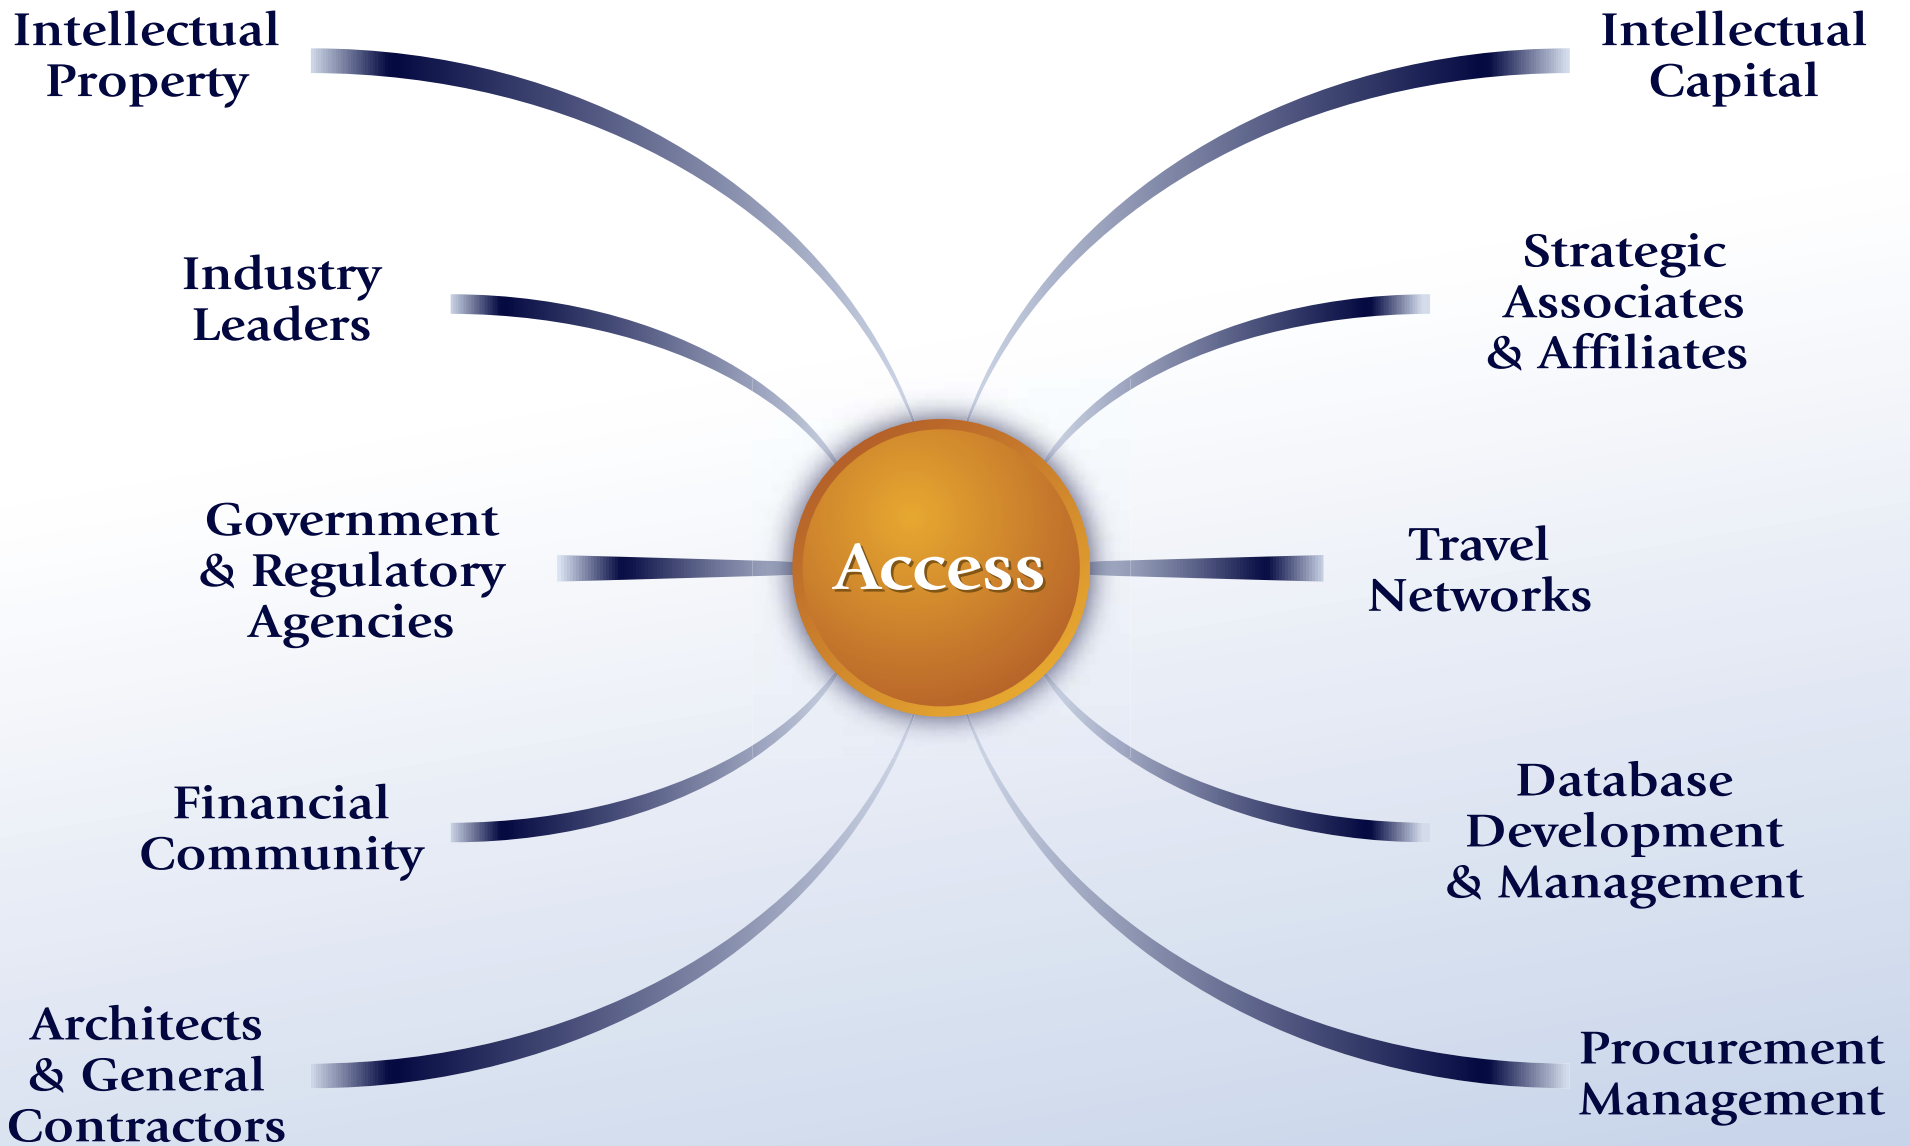 Intellectual
Property
Intellectual
Capital
Industry
Leaders
Strategic
Associates
& Affiliates
Government
& Regulatory
Agencies
Access
Travel
Networks
Financial
Community
Database
Development
& Management
Architects
& General
Contractors
Procurement
Management